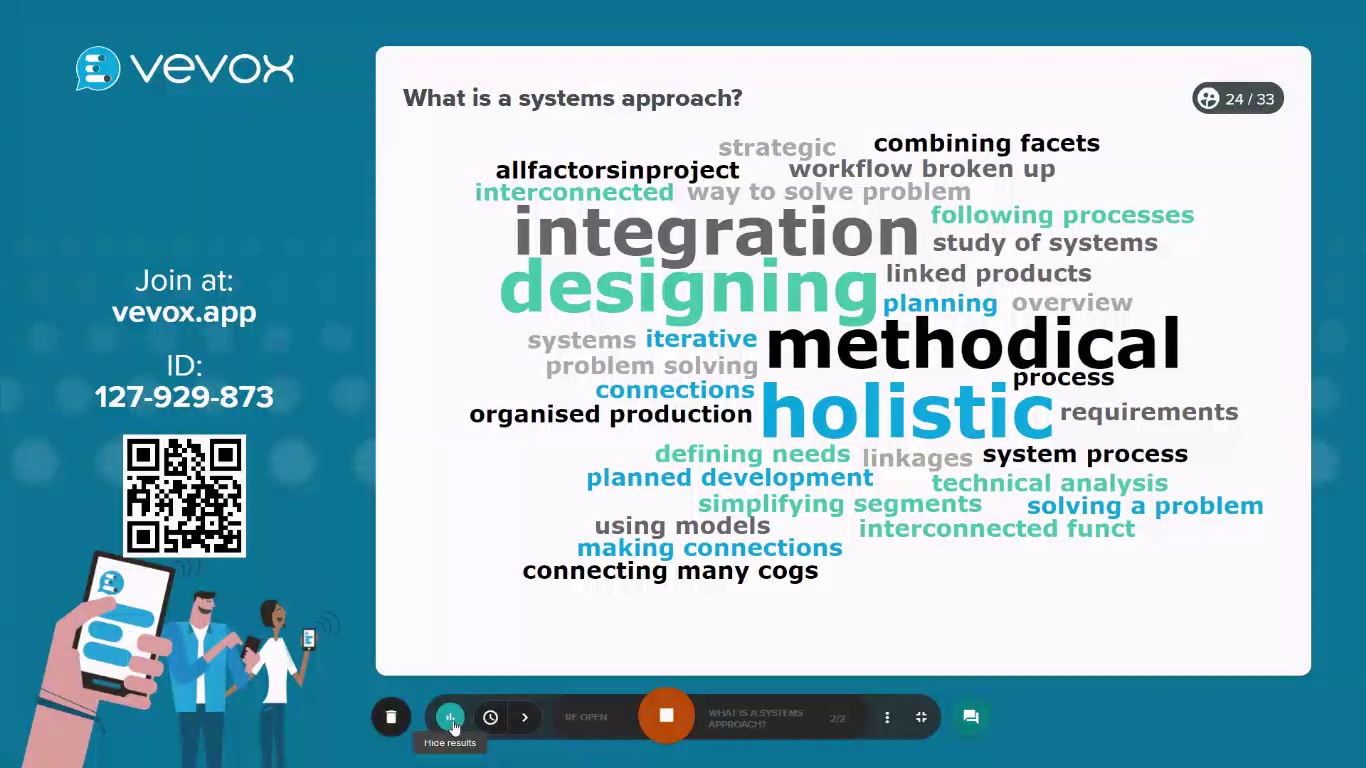 vevox
What is a systems approach?
24 / 33
strategic
combining facets
allfactorsinproject
workflow broken up
interconnected
way to solve problem
integration
following processes
study of systems
designing
linked products
planning
overview
systems
iterative
methodical
problem solving
process
connections
holistic
organised production
requirements
defining needs
linkages
system process
planned development
technical analysis
simplifying segments
solving a problem
using models
interconnected funct
making connections
connecting many cogs
Join at:
vevox.app
ID:
127-929-873
RE-OPEN
WHAT IS A SYSTEMS
APPROACH?
2/2
Hide results